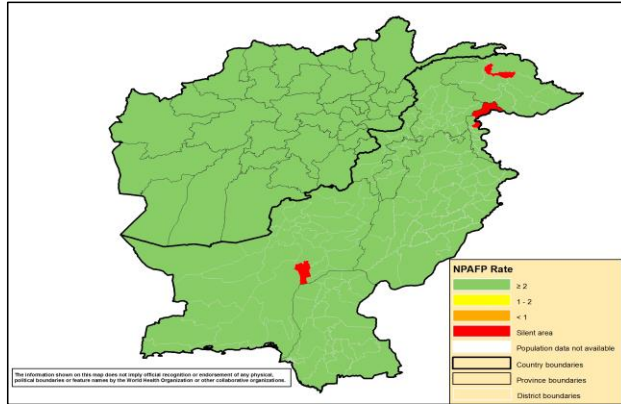 NPAFP Rate
≥ 2
1 - 2
< 1
Silent area
Population data not available
Country boundaries
Province boundaries
District boundaries
The information shown on this map does not imply official recognition or endorsement of any physical,
political boundaries or feature names by the World Health Organization or other collaborative organizations.